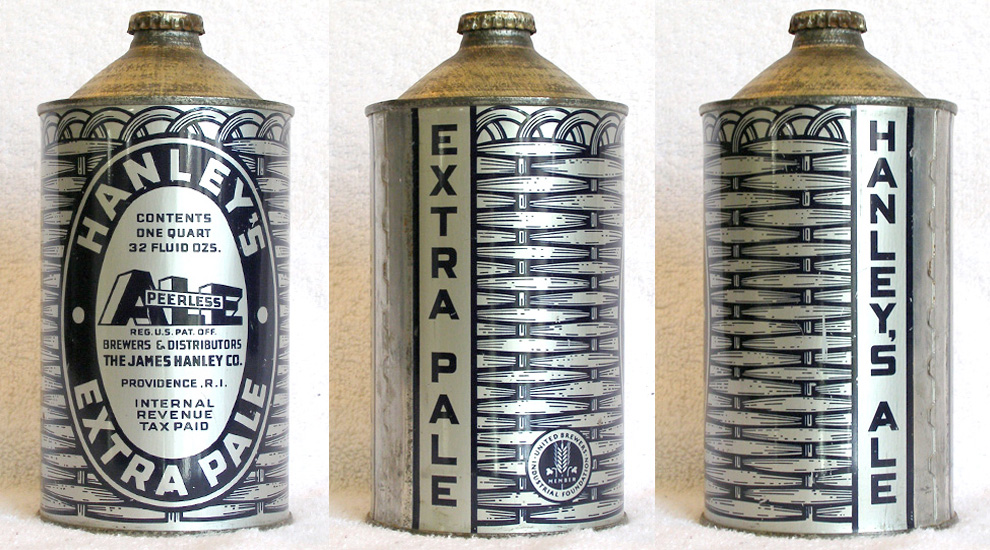 HANLEY'S
CONTENTS
ONE QUART
32 FLUID OZS.
ALE
PEERLESS
REG. U.S. PAT. OFF.
BREWERS & DISTRIBUTORS
THE JAMES HANLEY CO.
PROVIDENCE, R.I.
INTERNAL
REVENUE
TAX PAID
EXTRA PALE
EXTRA PALE
UNITED BREWERS
INDUSTRIAL FOUNDATION
MEMBER
HANLEY'S ALE